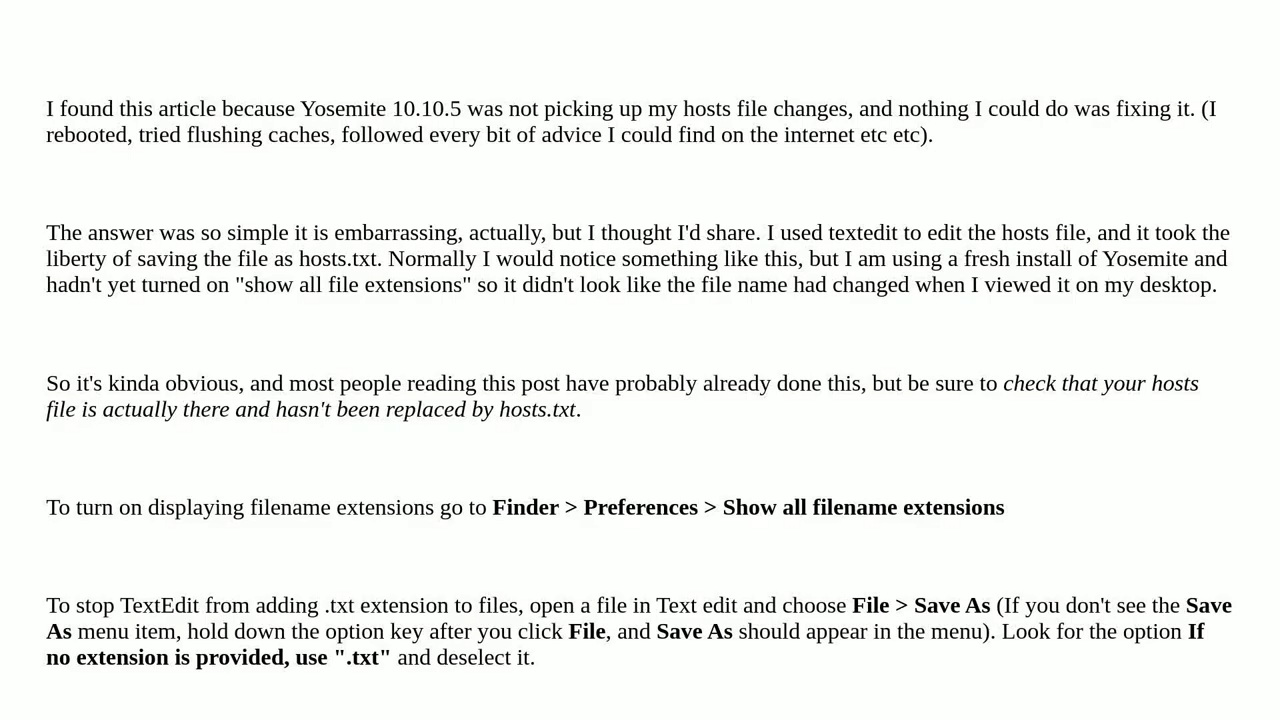 I found this article because Yosemite 10.10.5 was not picking up my hosts file changes, and nothing I could do was fixing it. (I
rebooted, tried flushing caches, followed every bit of advice I could find on the internet etc etc).
The answer was so simple it is embarrassing, actually, but I thought I'd share. I used textedit to edit the hosts file, and it took the
liberty of saving the file as hosts.txt. Normally I would notice something like this, but I am using a fresh install of Yosemite and
hadn't yet turned on "show all file extensions" so it didn't look like the file name had changed when I viewed it on my desktop.
So it's kinda obvious, and most people reading this post have probably already done this, but be sure to check that your hosts
file is actually there and hasn't been replaced by hosts.txt.
To turn on displaying filename extensions go to Finder > Preferences > Show all filename extensions
To stop TextEdit from adding .txt extension to files, open a file in Text edit and choose File > Save As (If you don't see the Save
As menu item, hold down the option key after you click File, and Save As should appear in the menu). Look for the option If
no extension is provided, use ".txt" and deselect it.